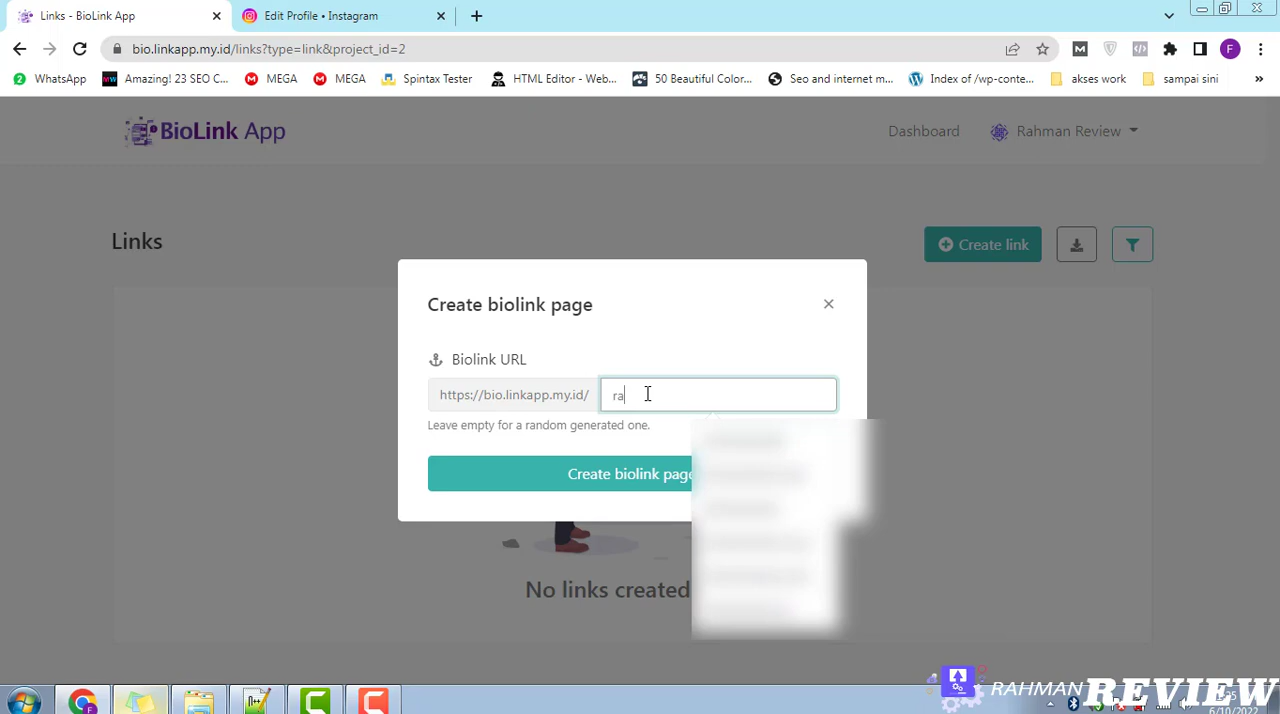 Links - BioLink App
Edit Profile • Instagram
bio.linkapp.my.id/links?type=link&project_id=2
F
WhatsApp
Amazing! 23 SEO C...
MEGA
MEGA
Spintax Tester
HTML Editor - Web...
50 Beautiful Color...
Seo and internet m...
Index of /wp-conte...
akses work
sampai sini
»
BioLink App
Dashboard
Rahman Review
Links
Create link
Create biolink page
Biolink URL
https://bio.linkapp.my.id/
ra
Leave empty for a random generated one.
Create biolink page
No links created
RAHMAN REVIEW
6/10/2022